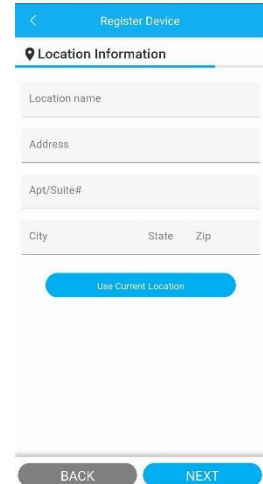 Register Device
Location Information
Location name
Address
Apt/Suite#
City State Zip
Use Current Location
BACK NEXT